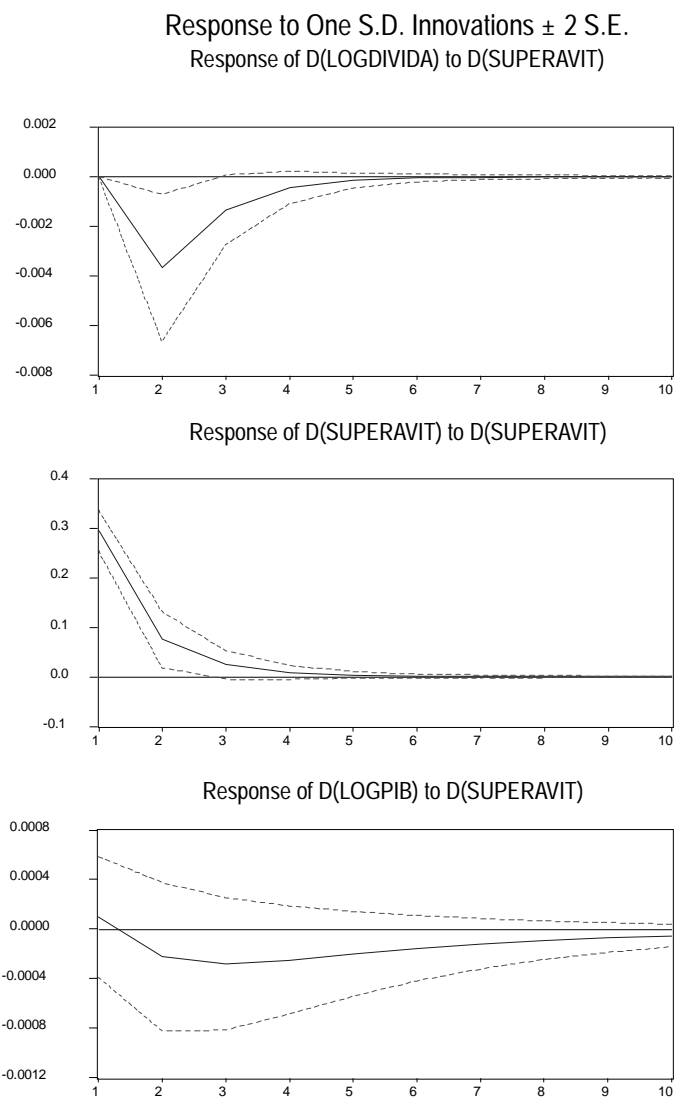 Response to One S.D. Innovations ± 2 S.E.
Response of D(LOGDIVIDA) to D(SUPERAVIT)
0.002
0.000
-0.002
-0.004
-0.006
-0.008
1 2 3 4 5 6 7 8 9 10
Response of D(SUPERAVIT) to D(SUPERAVIT)
0.4
0.3
0.2
0.1
0.0
-0.1
1 2 3 4 5 6 7 8 9 10
Response of D(LOGPIB) to D(SUPERAVIT)
0.0008
0.0004
0.0000
-0.0004
-0.0008
-0.0012
1 2 3 4 5 6 7 8 9 10